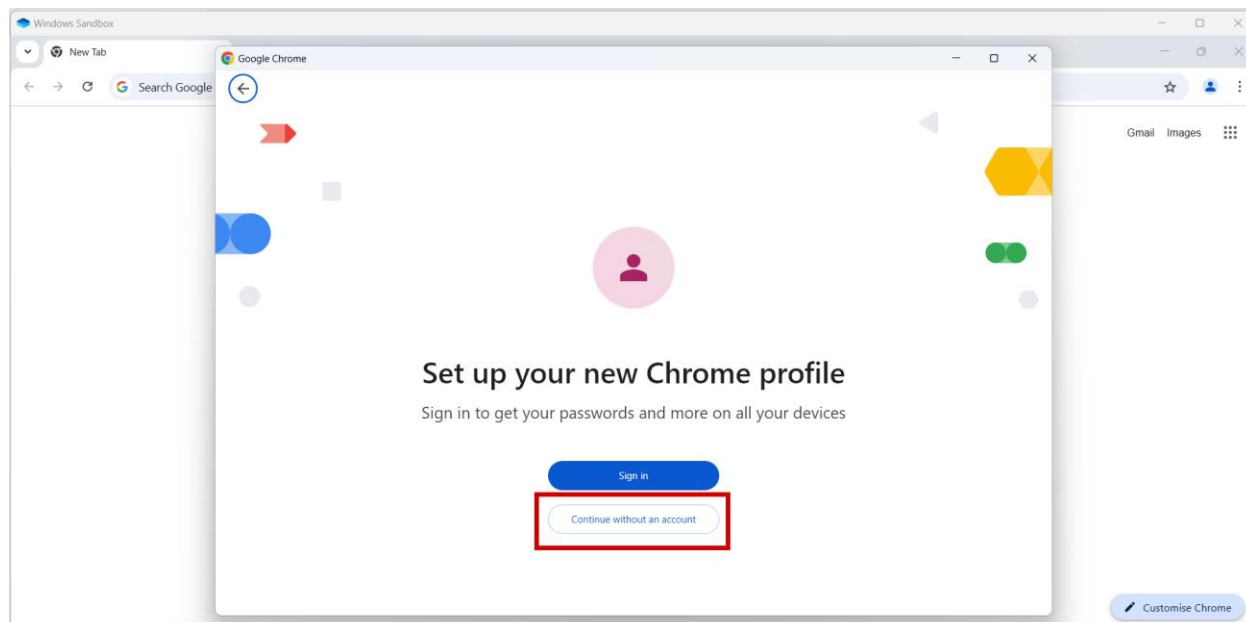 Windows Sandbox
New Tab
Google Chrome
Search Google
Gmail Images
Set up your new Chrome profile
Sign in to get your passwords and more on all your devices
Sign in
Continue without an account
Customise Chrome